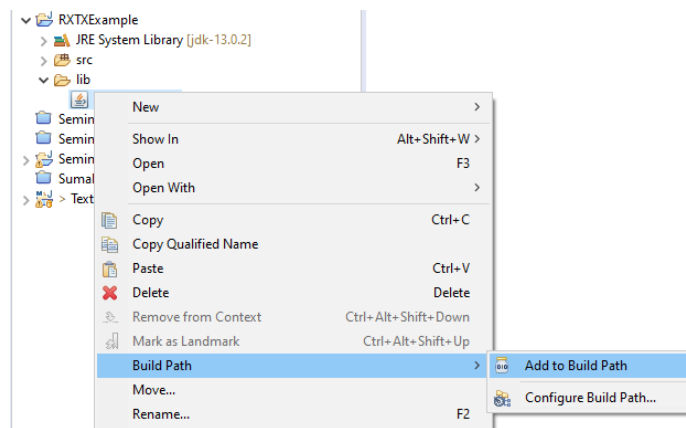 RXTXExample
JRE System Library [jdk-13.0.2]
src
lib
New
Show In Alt+Shift+W
Open F3
Open With
Copy Ctrl+C
Copy Qualified Name
Paste Ctrl+V
Delete Delete
Remove from Context Ctrl+Alt+Shift+Down
Mark as Landmark Ctrl+Alt+Shift+Up
Build Path
Move...
Rename... F2
Add to Build Path
Configure Build Path...
Semin
Semin
Semin
Sumal
> Text